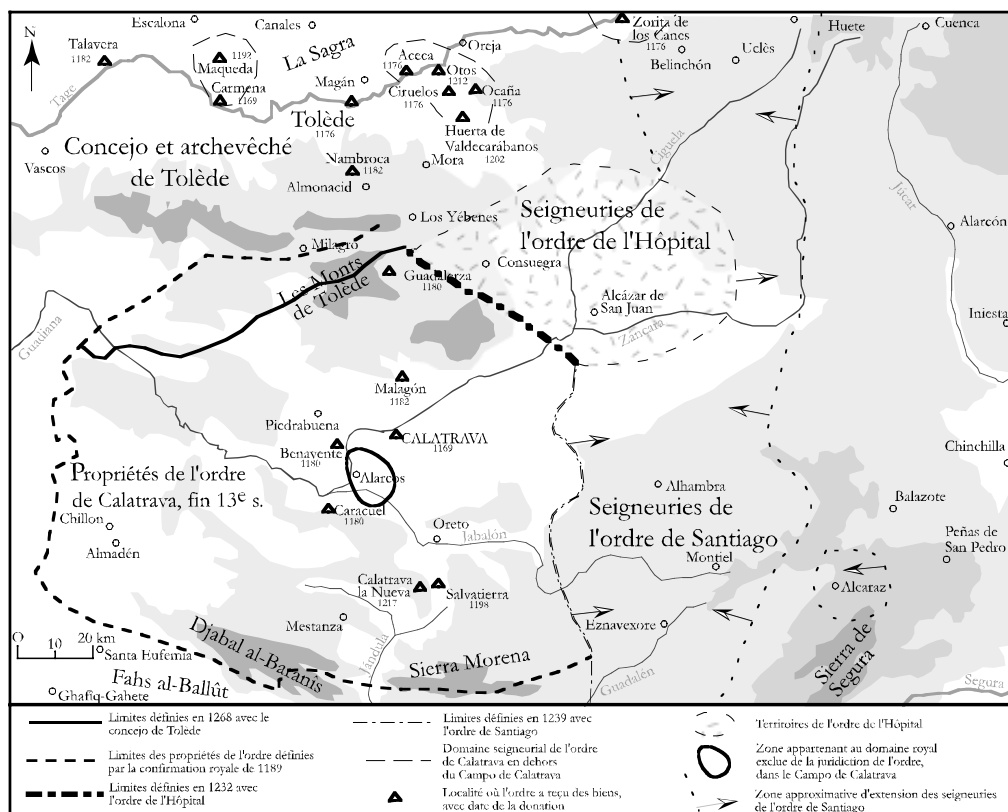 Escalona
Canales
Zorita de
los Canes
1176
Huete
Cuenca
N
Talavera
1182
1192
Maqueda
La Sagra
Aceca
1176
Oreja
Uclès
Belinchón
Carmena
1169
Magán
Otos
1212
Ciruelos
1176
Ocaña
1176
Tage
Tolède
1176
Huerta de
Valdecarábanos
1202
Concejo et archevêché
de Tolède
Vascos
Nambroca
1182
Mora
Almonacid
Ciguela
Júcar
Los Yébenes
Seigneuries de
l'ordre de l'Hôpital
Alarcón
Milagro
Les Monts
de Tolède
Guadalerza
1180
Consuegra
Alcázar de
San Juan
Záncara
Iniesta
Guadiana
Malagón
1182
Piedrabuena
CALATRAVA
1169
Benavente
1180
Chinchilla
Propriétés de l'ordre
de Calatrava, fin 13e s.
Alarcos
Alhambra
Balazote
Seigneuries de
l'ordre de Santiago
Caracuel
1180
Chillon
Oreto
Jabalón
Almadén
Peñas de
San Pedro
Montiel
Calatrava
la Nueva
1217
Salvatierra
1198
Alcaraz
Mestanza
Eznavexore
0 10 20 km
Santa Eufemia
Djabal al-Baranis
Jándula
Sierra Morena
Sierra de
Segura
Fahs al-Ballût
Guadalén
Segura
Ghafiq-Gahete
Limites définies en 1268 avec le
concejo de Tolède
Limites des propriétés de l'ordre définies
par la confirmation royale de 1189
Limites définies en 1232 avec
l'ordre de l'Hôpital
Limites définies en 1239 avec
l'ordre de Santiago
Domaine seigneurial de l'ordre
de Calatrava en dehors
du Campo de Calatrava
Localité où l'ordre a reçu des biens,
avec date de la donation
Territoires de l'ordre de l'Hôpital
Zone appartenant au domaine royal
exclue de la juridiction de l'ordre,
dans le Campo de Calatrava
Zone approximative d'extension des seigneuries
de l'ordre de Santiago